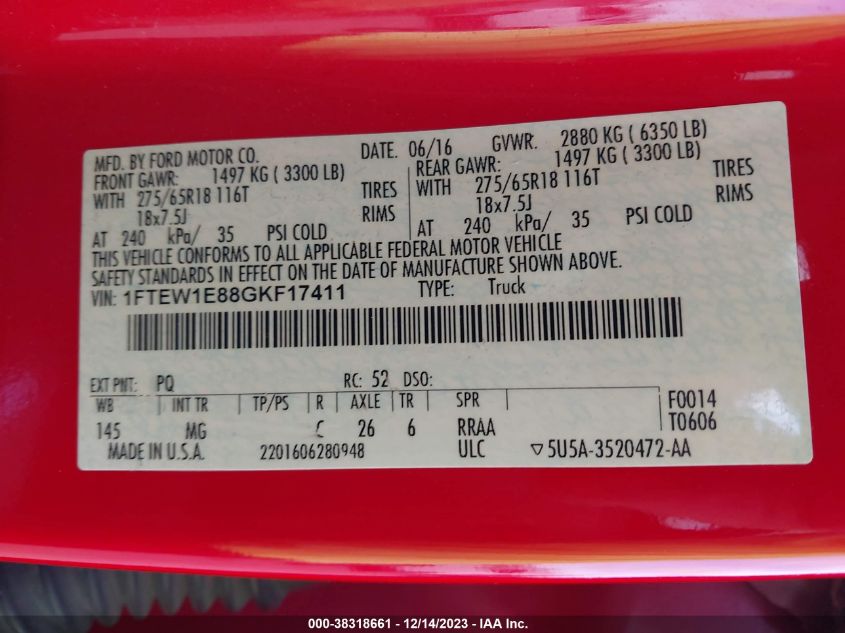 MFD. BY FORD MOTOR CO. DATE. 06/16 GVWR. 2880 KG ( 6350 LB)
FRONT GAWR: 1497 KG ( 3300 LB) REAR GAWR: 1497 KG ( 3300 LB)
WITH 275/65R18 116T TIRES WITH 275/65R18 116T TIRES
18x7.5J RIMS 18x7.5J RIMS
AT 240 kPa/ 35 PSI COLD AT 240 kPa/ 35 PSI COLD
THIS VEHICLE CONFORMS TO ALL APPLICABLE FEDERAL MOTOR VEHICLE
SAFETY STANDARDS IN EFFECT ON THE DATE OF MANUFACTURE SHOWN ABOVE.
VIN: 1FTEW1E88GKF17411 TYPE: Truck
EXT PNT: PQ RC: 52 DSO:
WB INT TR TP/PS R AXLE TR SPR F0014
145 MG 26 6 RRAA T0606
MADE IN U.S.A. 2201606280948 ULC ▽5U5A-3520472-AA
000-38318661 - 12/14/2023 - IAA Inc.